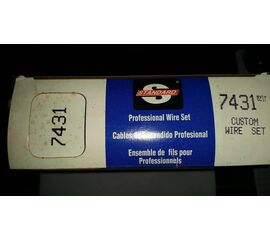 7431
STANDARD
Professional Wire Set
Cables de Encendido Profesional
Ensemble de fils pour
Professionnels
7431
CUSTOM
WIRE SET